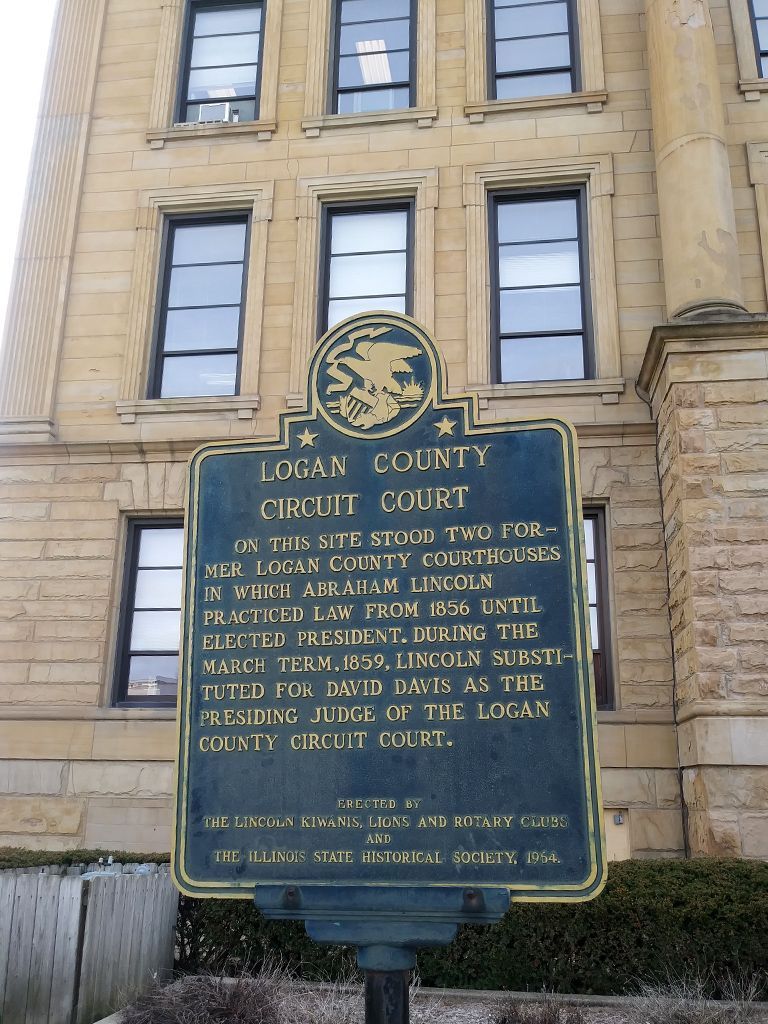 LOGAN COUNTY
CIRCUIT COURT
ON THIS SITE STOOD TWO FOR-
MER LOGAN COUNTY COURTHOUSES
IN WHICH ABRAHAM LINCOLN
PRACTICED LAW FROM 1856 UNTIL
ELECTED PRESIDENT. DURING THE
MARCH TERM, 1859, LINCOLN SUBSTI-
TUTED FOR DAVID DAVIS AS THE
PRESIDING JUDGE OF THE LOGAN
COUNTY CIRCUIT COURT.
ERECTED BY
THE LINCOLN KIWANIS, LIONS AND ROTARY CLUBS
AND
THE ILLINOIS STATE HISTORICAL SOCIETY, 1964.